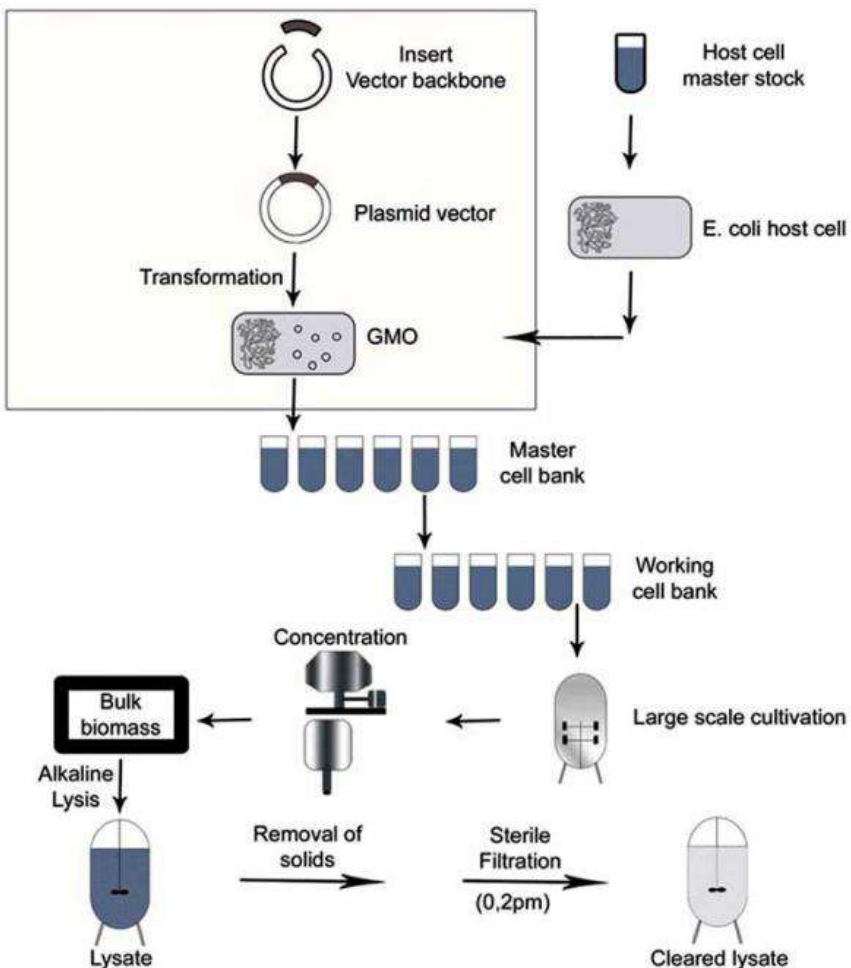 Insert
Vector backbone
Host cell
master stock
Plasmid vector
E. coli host cell
Transformation
GMO
Master
cell bank
Working
cell bank
Concentration
Large scale cultivation
Bulk
biomass
Alkaline
Lysis
Removal of
solids
Sterile
Filtration
(0,2pm)
Lysate
Cleared lysate